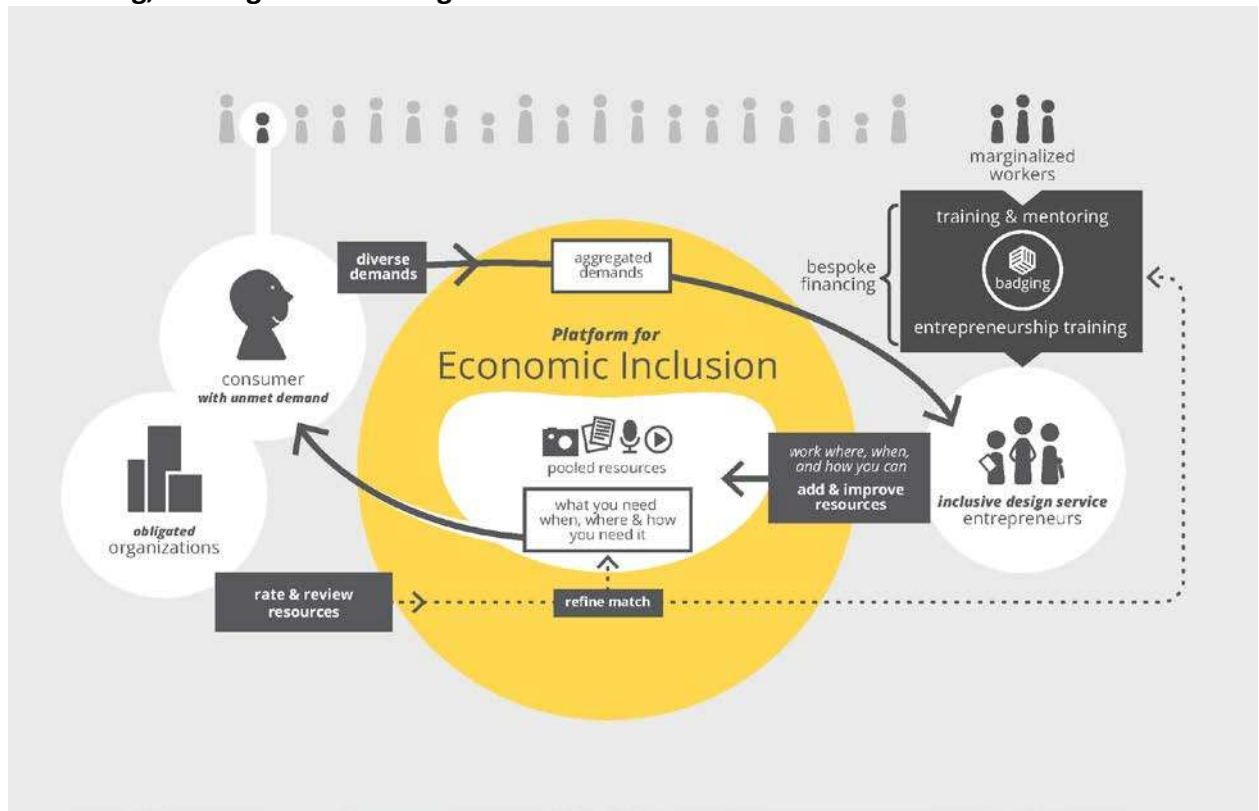 marginalized
workers
training & mentoring
badging
entrepreneurship training
bespoke
financing
diverse
demands
aggregated
demands
Platform for
Economic Inclusion
consumer
with unmet demand
pooled resources
what you need
when, where & how
you need it
work where, when,
and how you can
add & improve
resources
inclusive design service
entrepreneurs
obligated
organizations
rate & review
resources
refine match